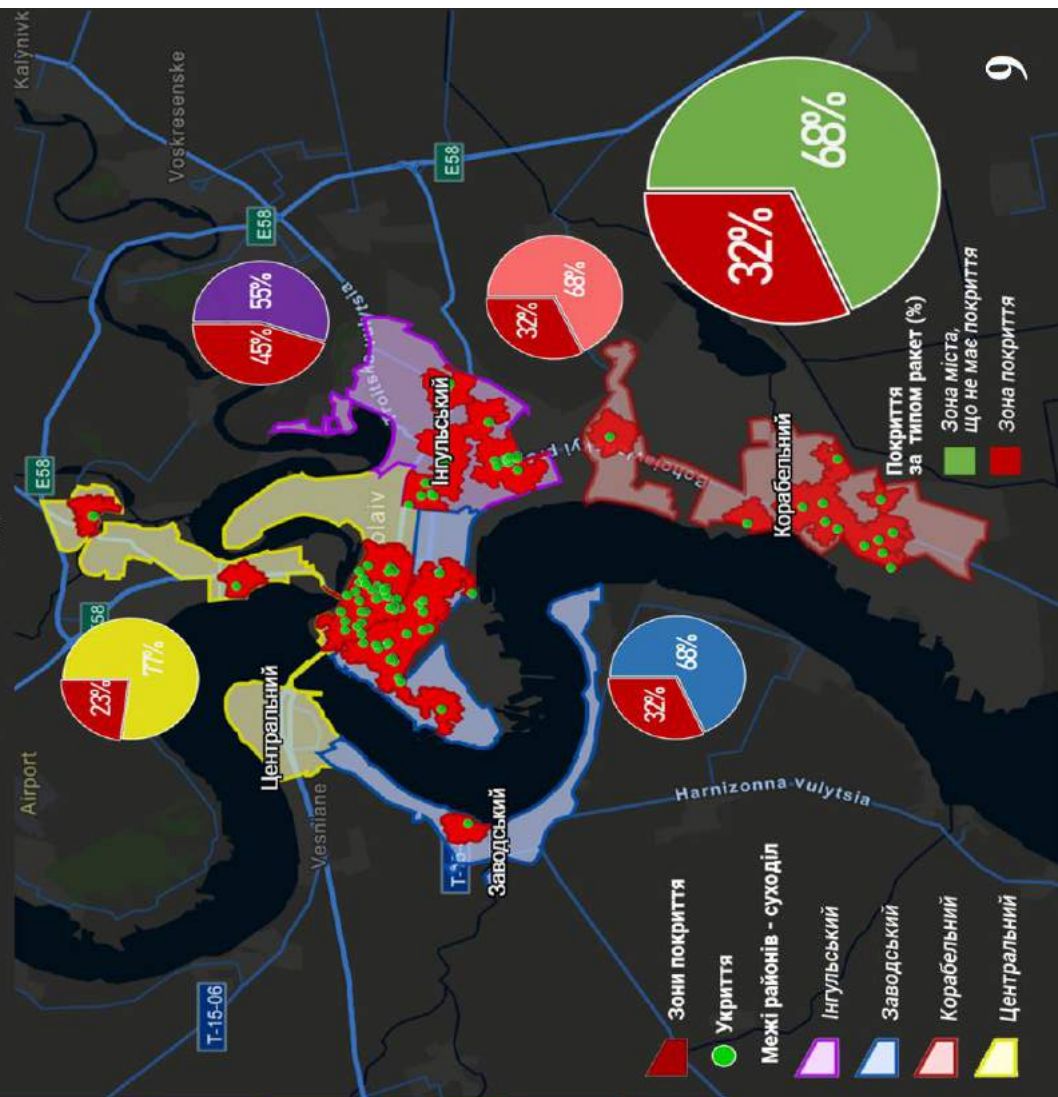 Kalynivk
Airport
Voskresenske
E58
E58
E58
E58
T-15-06
Vesniane
Центральний
Інгульський
Заводський
Корабельний
Harnizonna vulytsia
olaiv
23%
77%
45%
55%
32%
68%
32%
68%
32%
68%
Зони покриття
Укриття
Межі районів - суходіл
Інгульський
Заводський
Корабельний
Центральний
Покриття
за типом ракет (%)
Зона міста,
що не має покриття
Зона покриття
9